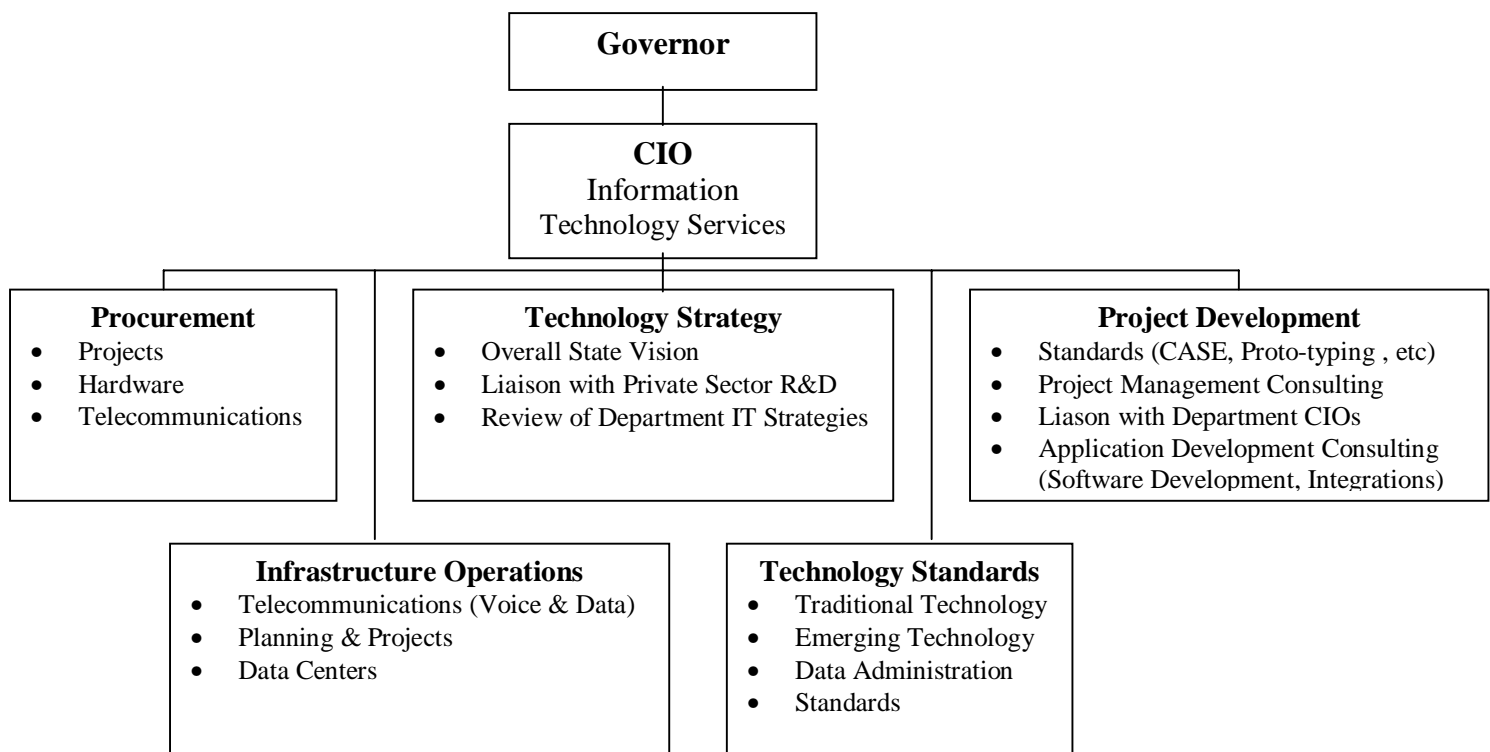 Governor
CIO
Information
Technology Services
Procurement
• Projects
• Hardware
• Telecommunications
Technology Strategy
• Overall State Vision
• Liaison with Private Sector R&D
• Review of Department IT Strategies
Project Development
• Standards (CASE, Proto-typing , etc)
• Project Management Consulting
• Liason with Department CIOs
• Application Development Consulting
(Software Development, Integrations)
Infrastructure Operations
• Telecommunications (Voice & Data)
• Planning & Projects
• Data Centers
Technology Standards
• Traditional Technology
• Emerging Technology
• Data Administration
• Standards